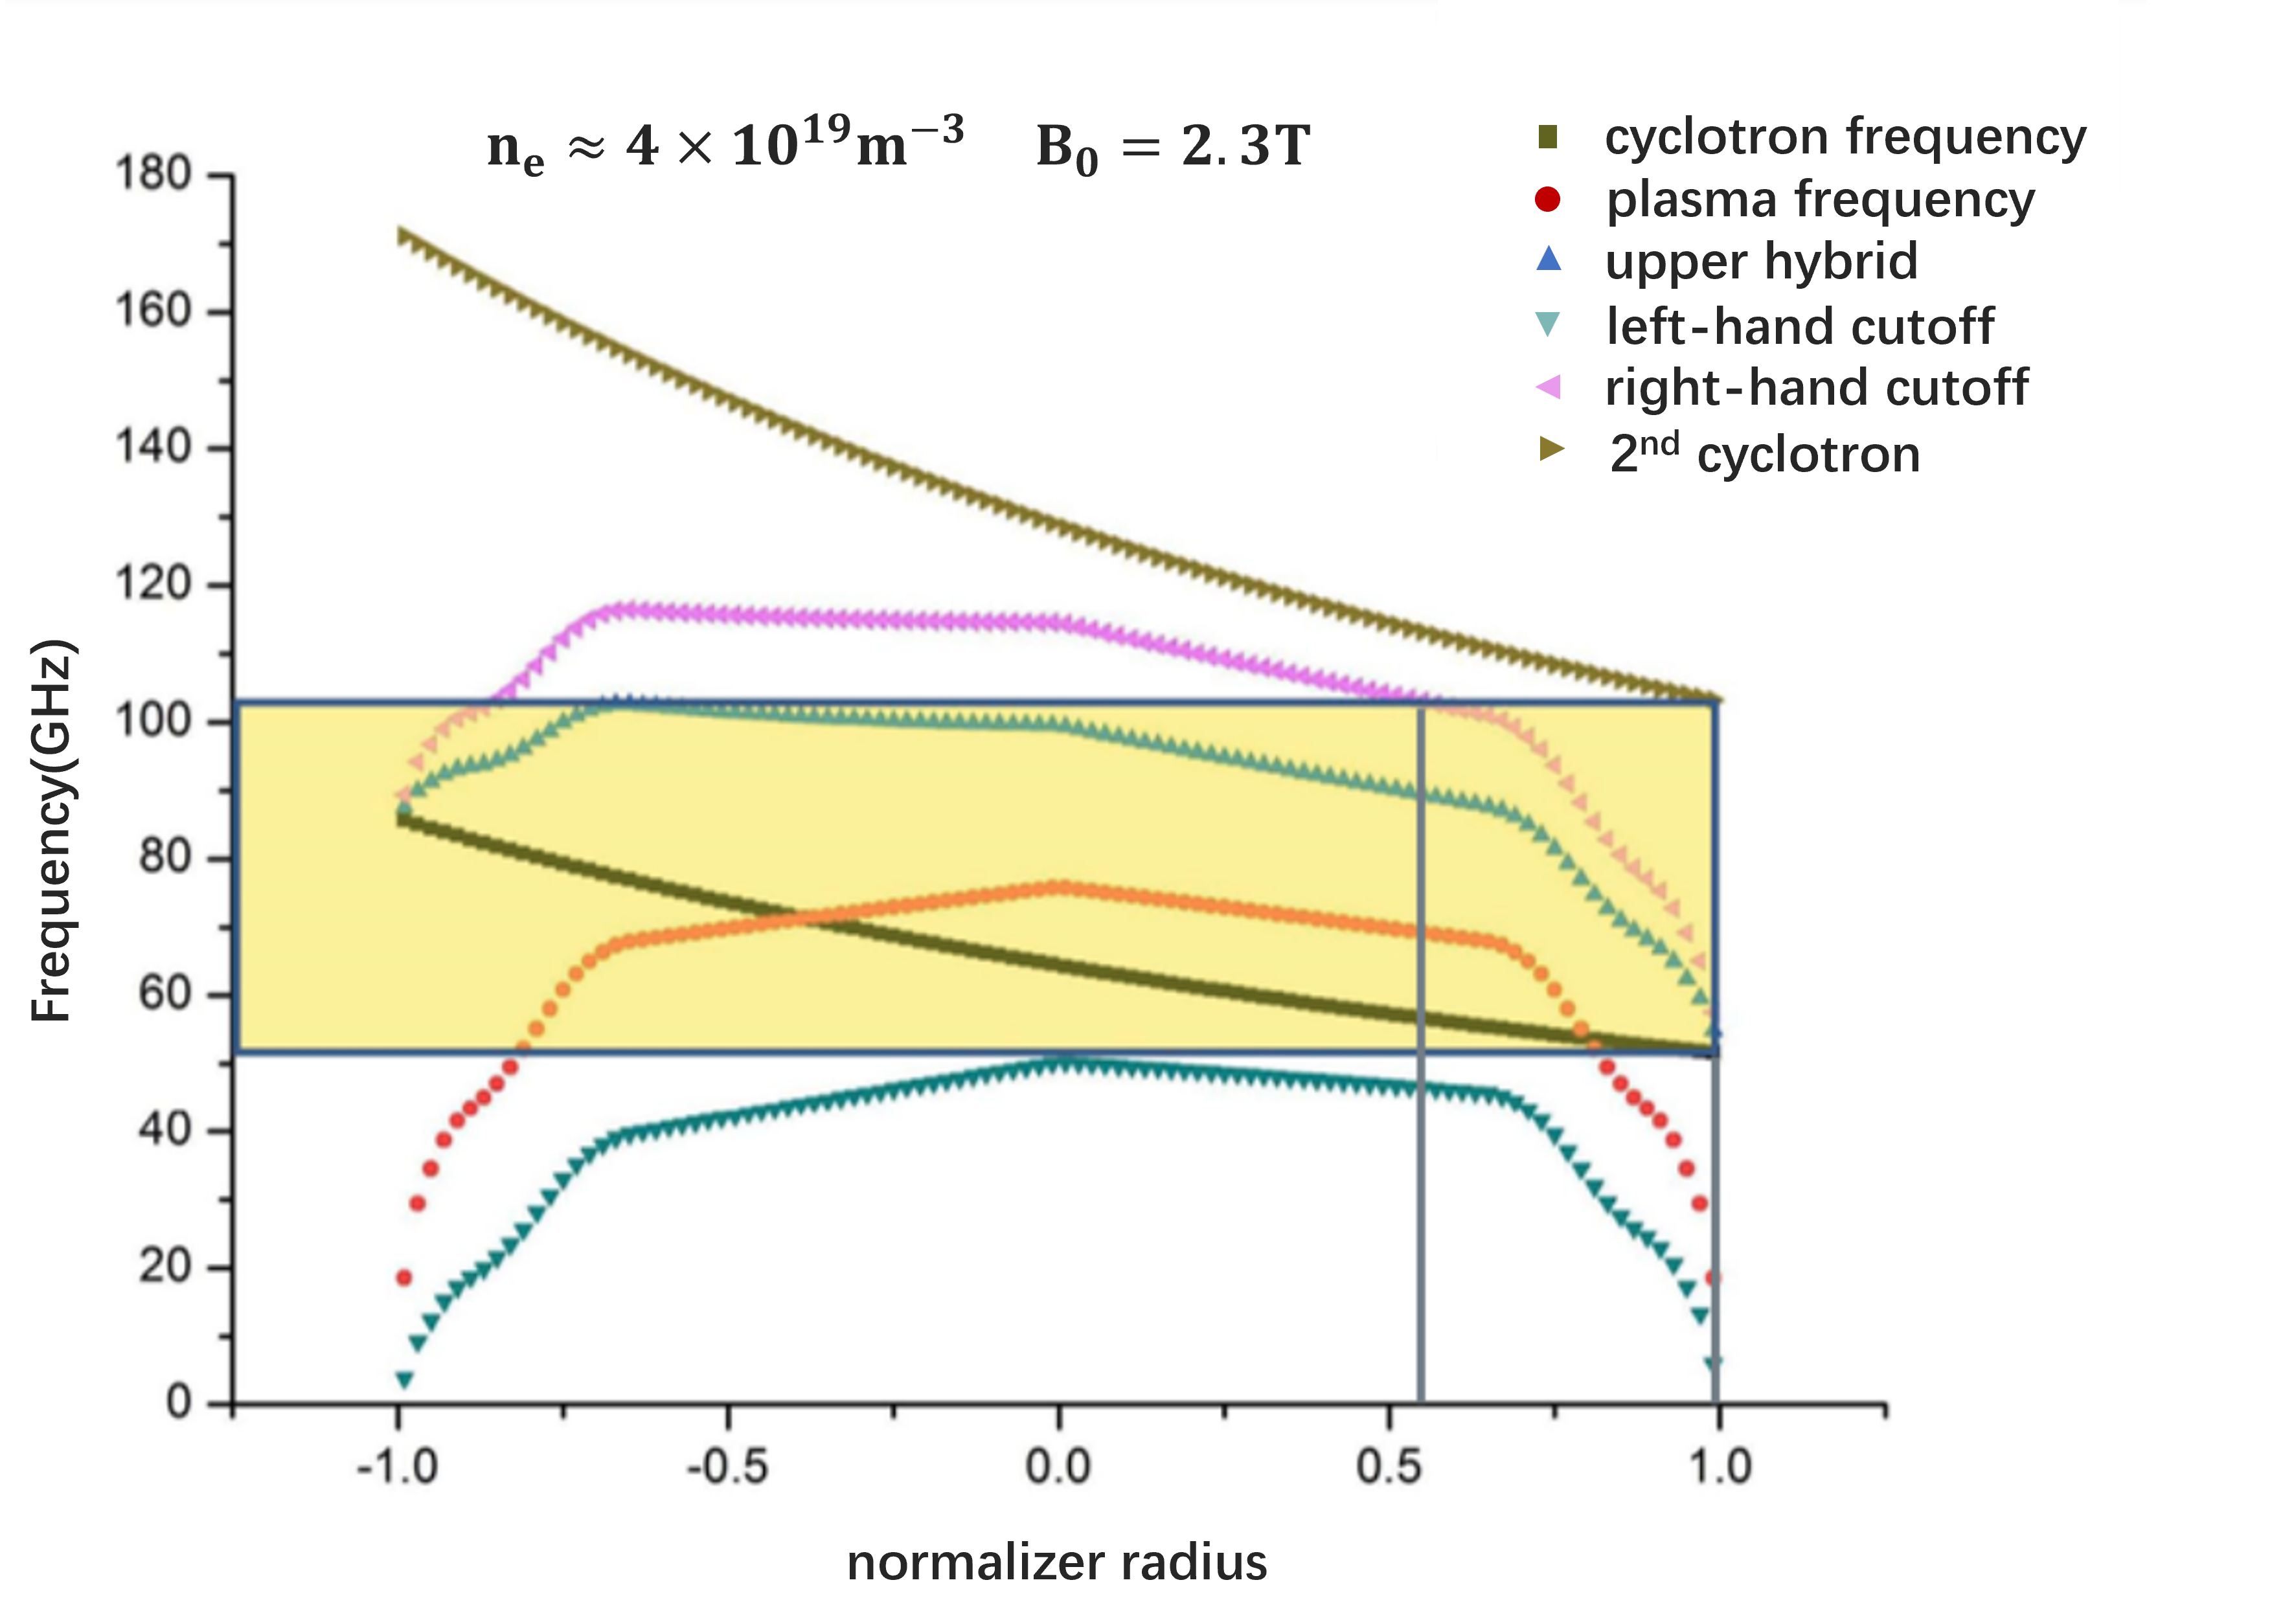 nₑ ≈ 4 × 10¹⁹m⁻³ B₀ = 2.3T
cyclotron frequency
plasma frequency
upper hybrid
left-hand cutoff
right-hand cutoff
2ⁿᵈ cyclotron
Frequency(GHz)
180
160
140
120
100
80
60
40
20
0
-1.0 -0.5 0.0 0.5 1.0
normalizer radius